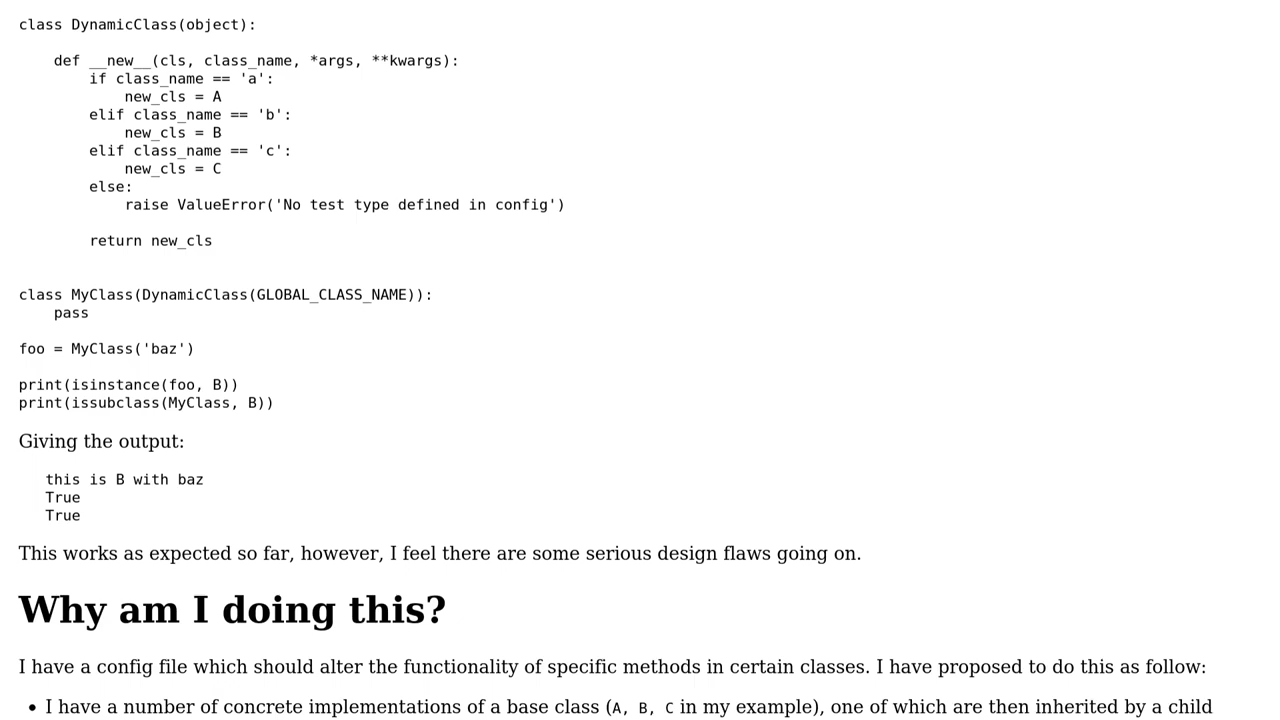 class DynamicClass(object):
    def __new__(cls, class_name, *args, **kwargs):
        if class_name == 'a':
            new_cls = A
        elif class_name == 'b':
            new_cls = B
        elif class_name == 'c':
            new_cls = C
        else:
            raise ValueError('No test type defined in config')
        return new_cls
class MyClass(DynamicClass(GLOBAL_CLASS_NAME)):
    pass
foo = MyClass('baz')
print(isinstance(foo, B))
print(issubclass(MyClass, B))
Giving the output:
this is B with baz
True
True
This works as expected so far, however, I feel there are some serious design flaws going on.
Why am I doing this?
I have a config file which should alter the functionality of specific methods in certain classes. I have proposed to do this as follow:
• I have a number of concrete implementations of a base class (A, B, C in my example), one of which are then inherited by a child